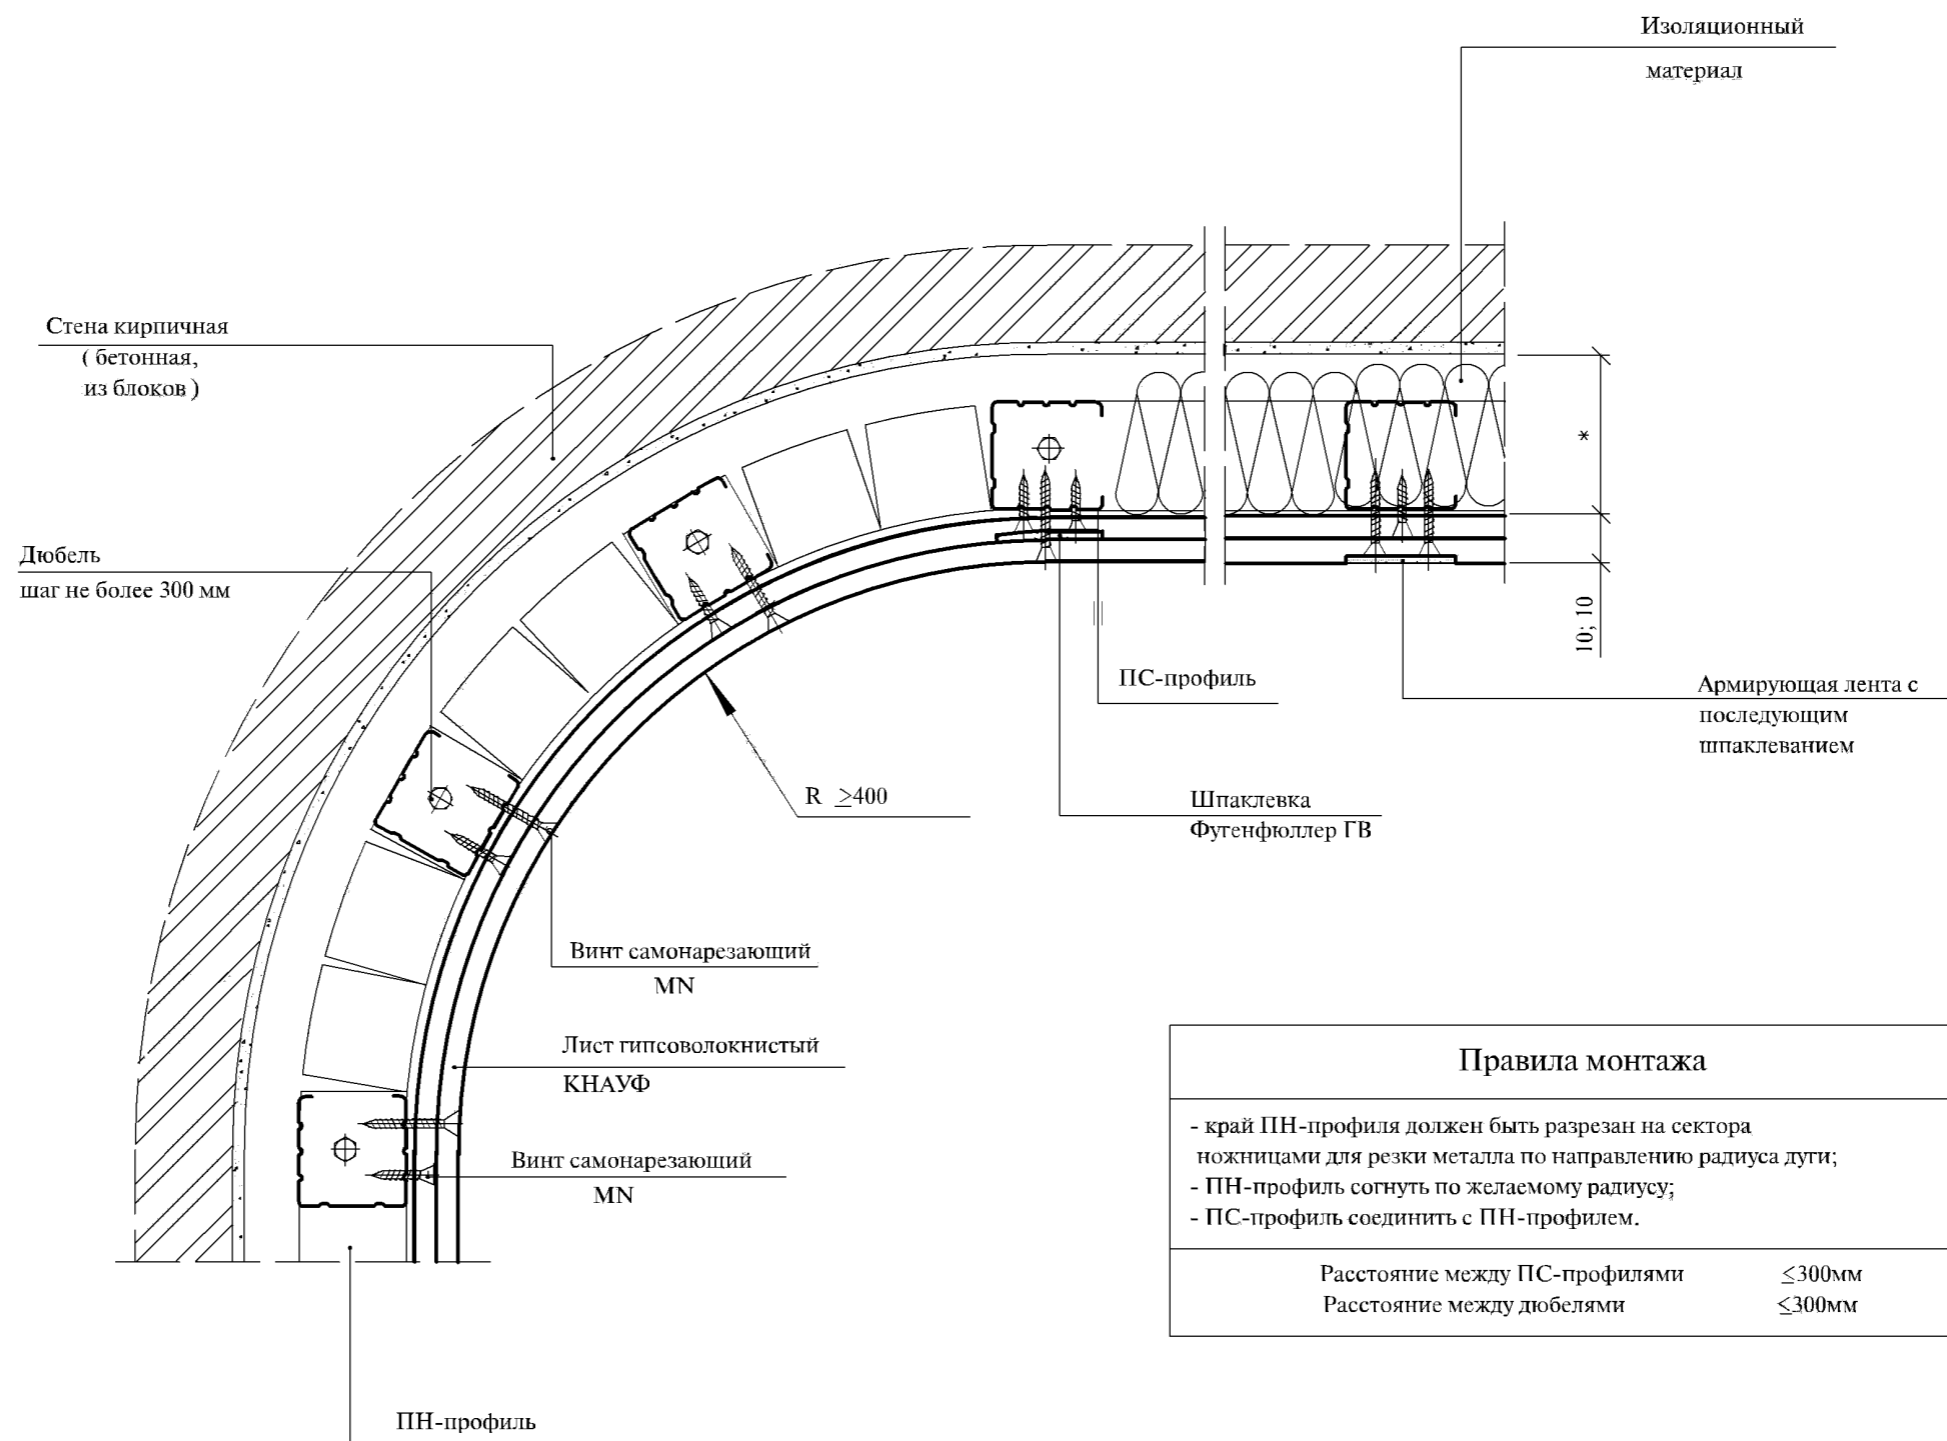 Изоляционный
материал
Стена кирпичная
( бетонная,
из блоков )
*
Дюбель
шаг не более 300 мм
10; 10
ПС-профиль
Армирующая лента с
последующим
шпаклеванием
R ≥400
Шпаклевка
Фугенфюллер ГВ
Винт самонарезающий
MN
Лист гипсоволокнистый
КНАУФ
Винт самонарезающий
MN
Правила монтажа
- край ПН-профиля должен быть разрезан на сектора
ножницами для резки металла по направлению радиуса дуги;
- ПН-профиль согнуть по желаемому радиусу;
- ПС-профиль соединить с ПН-профилем.
Расстояние между ПС-профилями ≤300мм
Расстояние между дюбелями ≤300мм
ПН-профиль